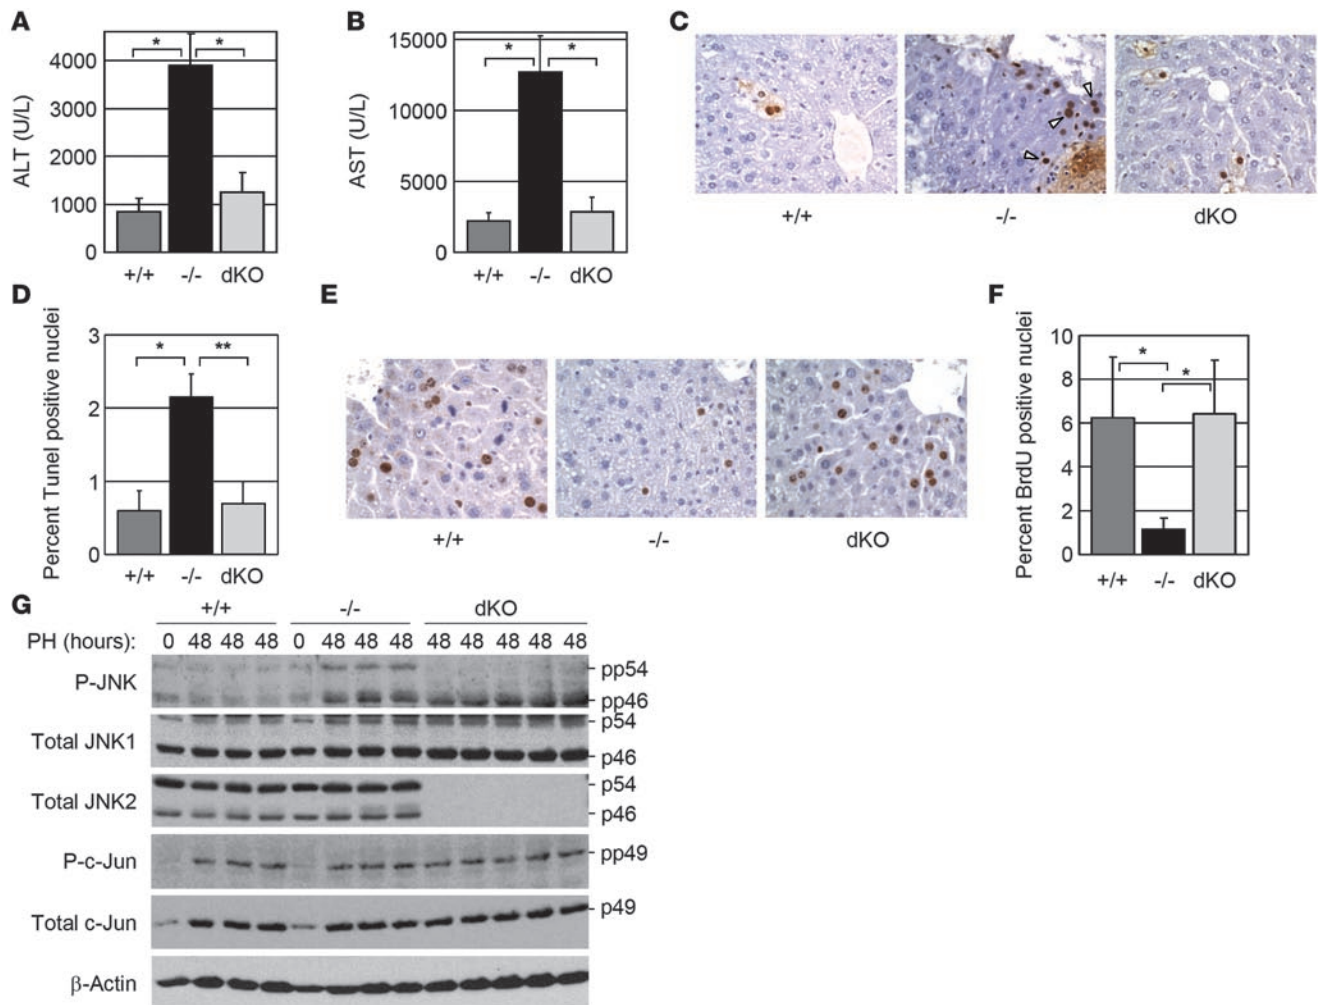 A
ALT (U/L)
4000
3000
2000
1000
0
* *
+/+ -/- dKO
B
AST (U/L)
15000
10000
5000
0
* *
+/+ -/- dKO
C
+/+ -/- dKO
D
Percent Tunel positive nuclei
3
2
1
0
* **
+/+ -/- dKO
E
+/+ -/- dKO
F
Percent BrdU positive nuclei
10
8
6
4
2
0
* *
+/+ -/- dKO
G
+/+ -/- dKO
PH (hours): 0 48 48 48 0 48 48 48 48 48 48 48 48
P-JNK
pp54
pp46
Total JNK1
p54
p46
Total JNK2
p54
p46
P-c-Jun
pp49
Total c-Jun
p49
β-Actin